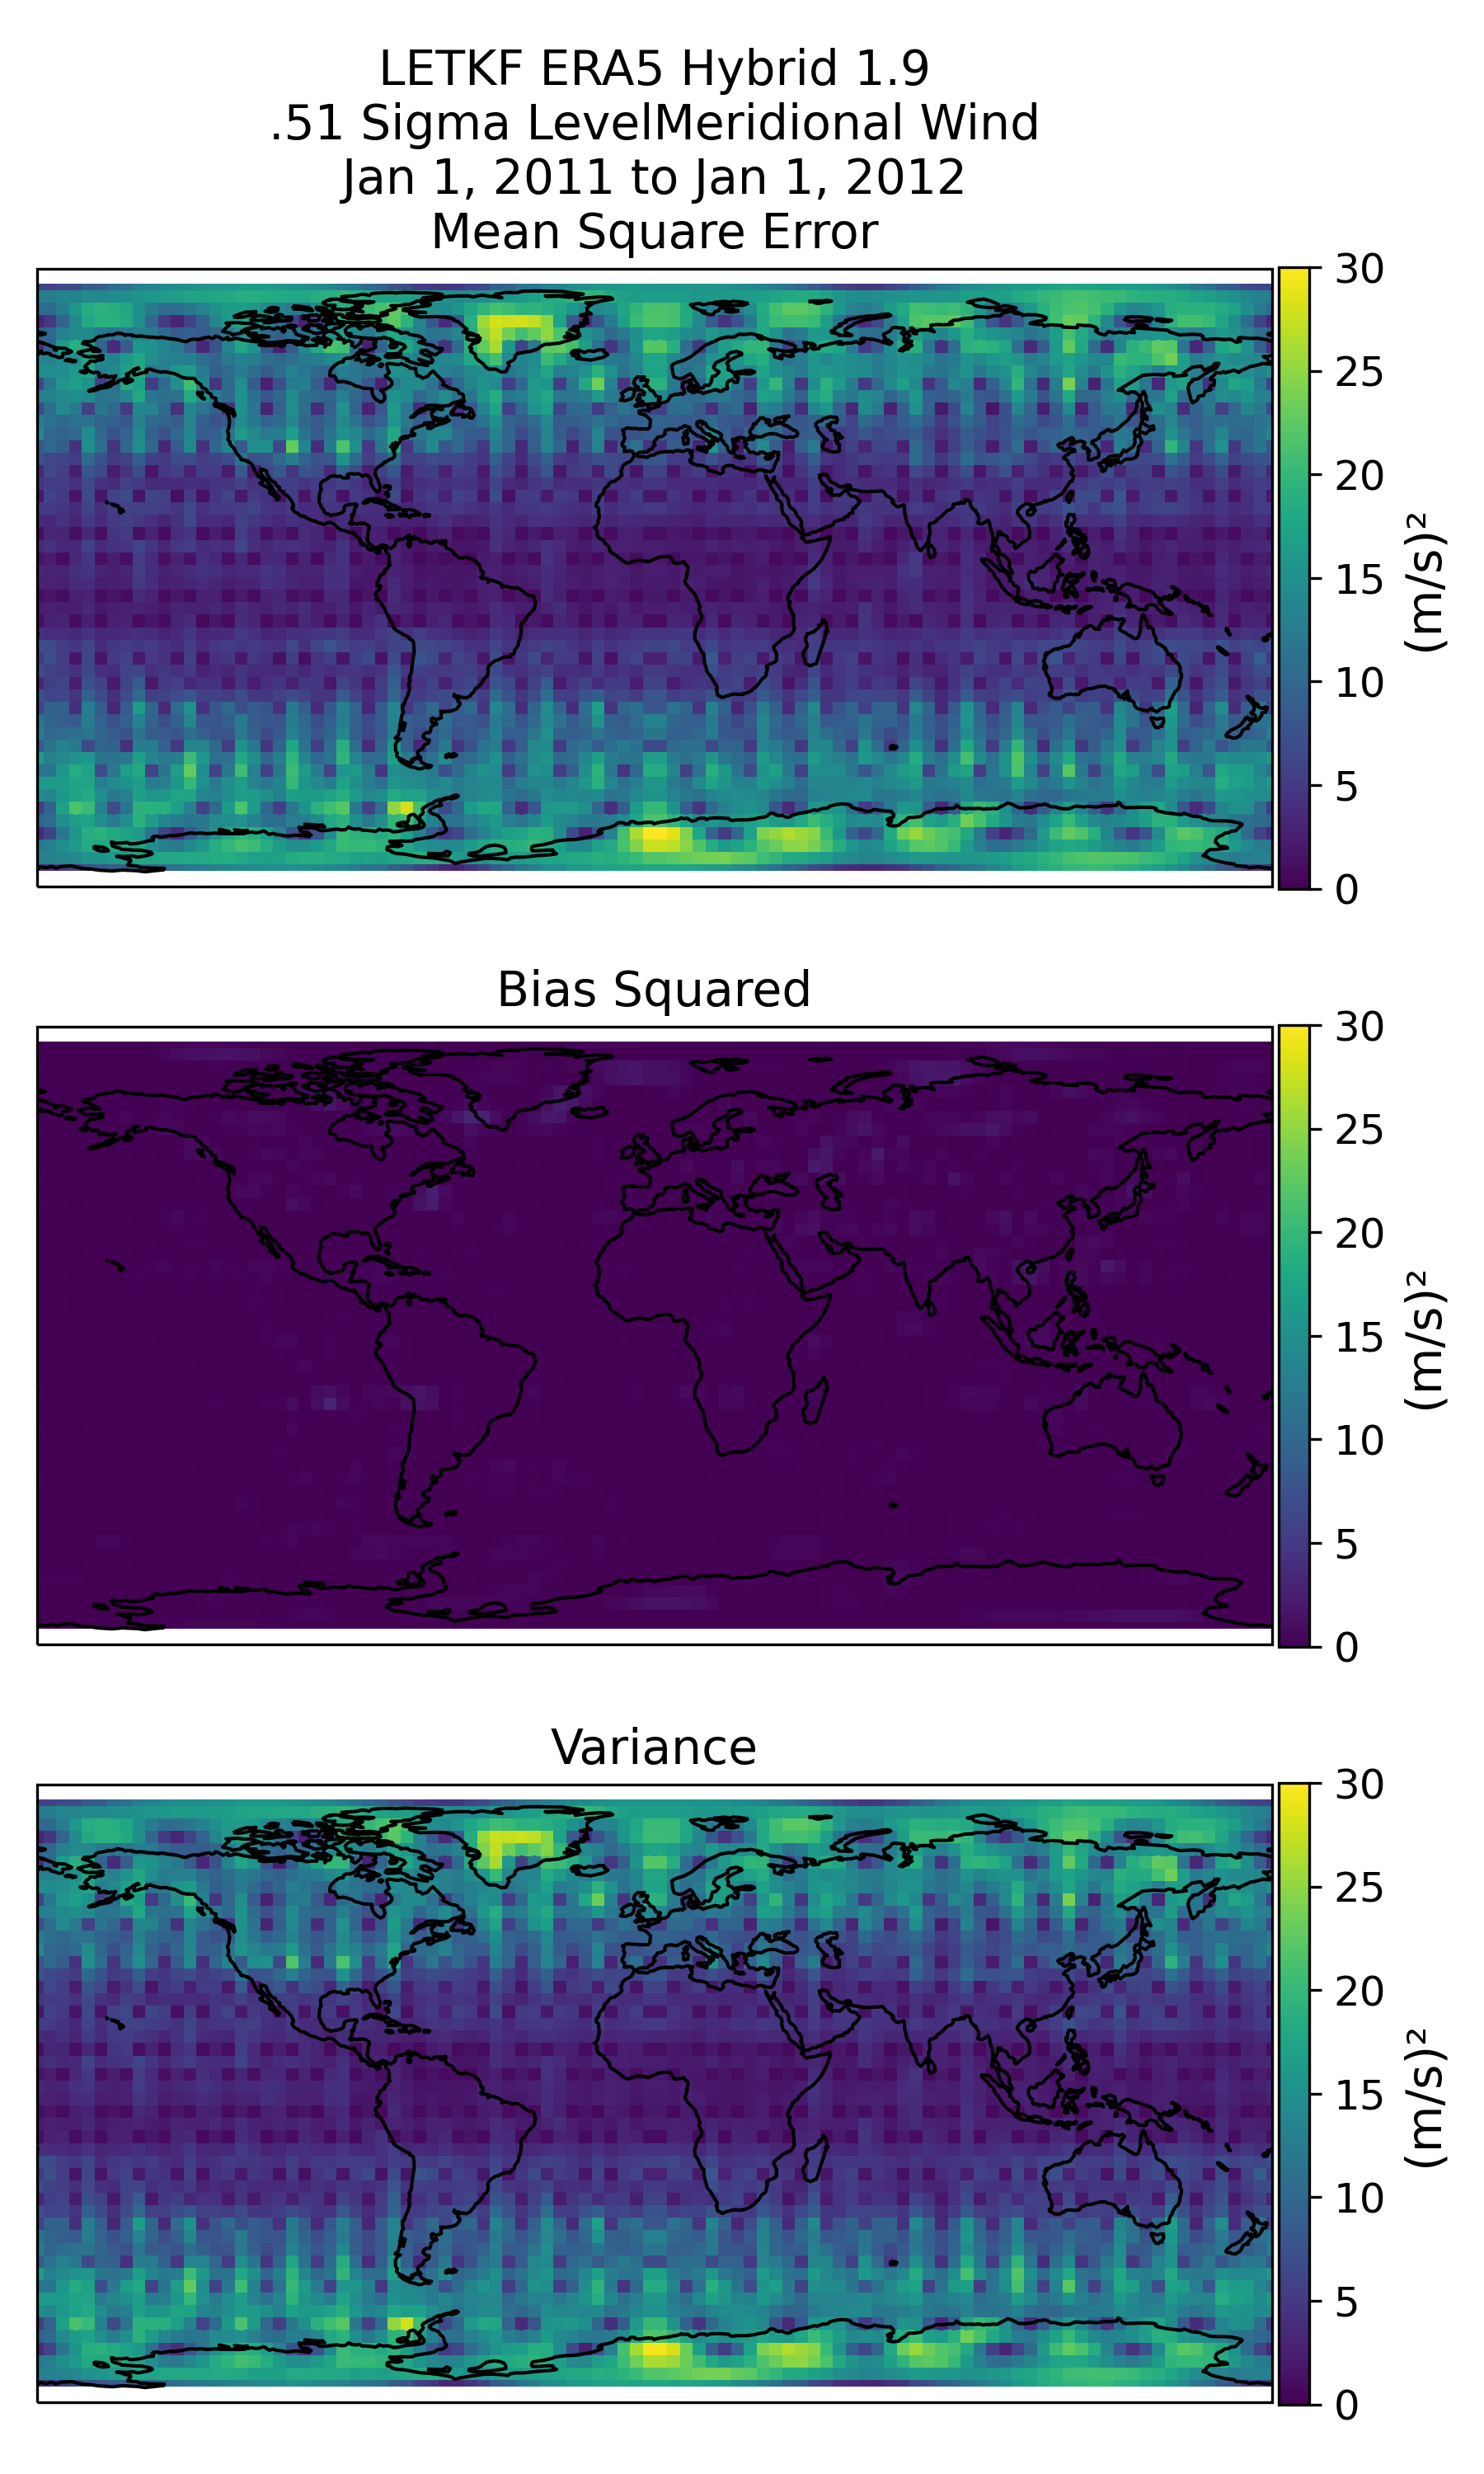 LETKF ERA5 Hybrid 1.9
.51 Sigma LevelMeridional Wind
Jan 1, 2011 to Jan 1, 2012
Mean Square Error
30
25
20
15
10
5
0
(m/s)²
Bias Squared
30
25
20
15
10
5
0
(m/s)²
Variance
30
25
20
15
10
5
0
(m/s)²